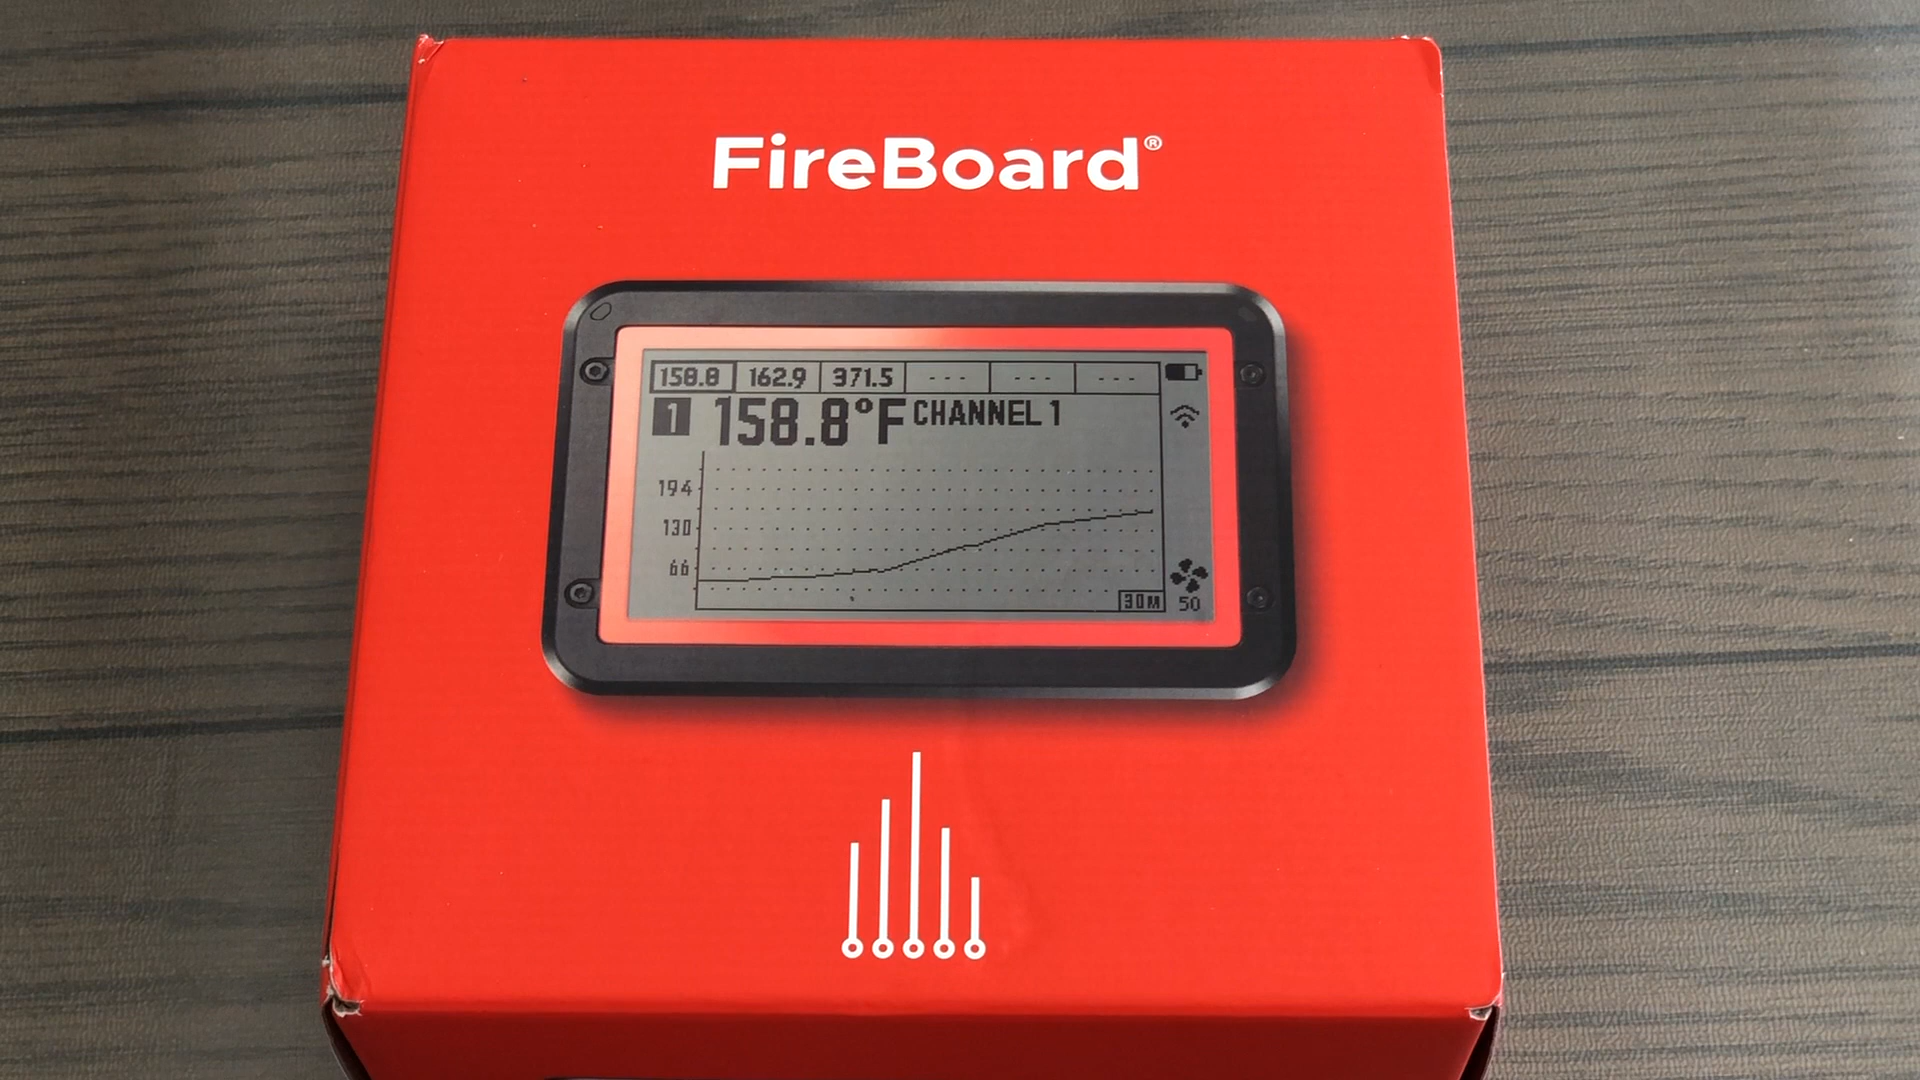 FireBoard®
158.8 162.9 371.5 --- --- ---
1 158.8°F CHANNEL 1
194
130
66
30M
50